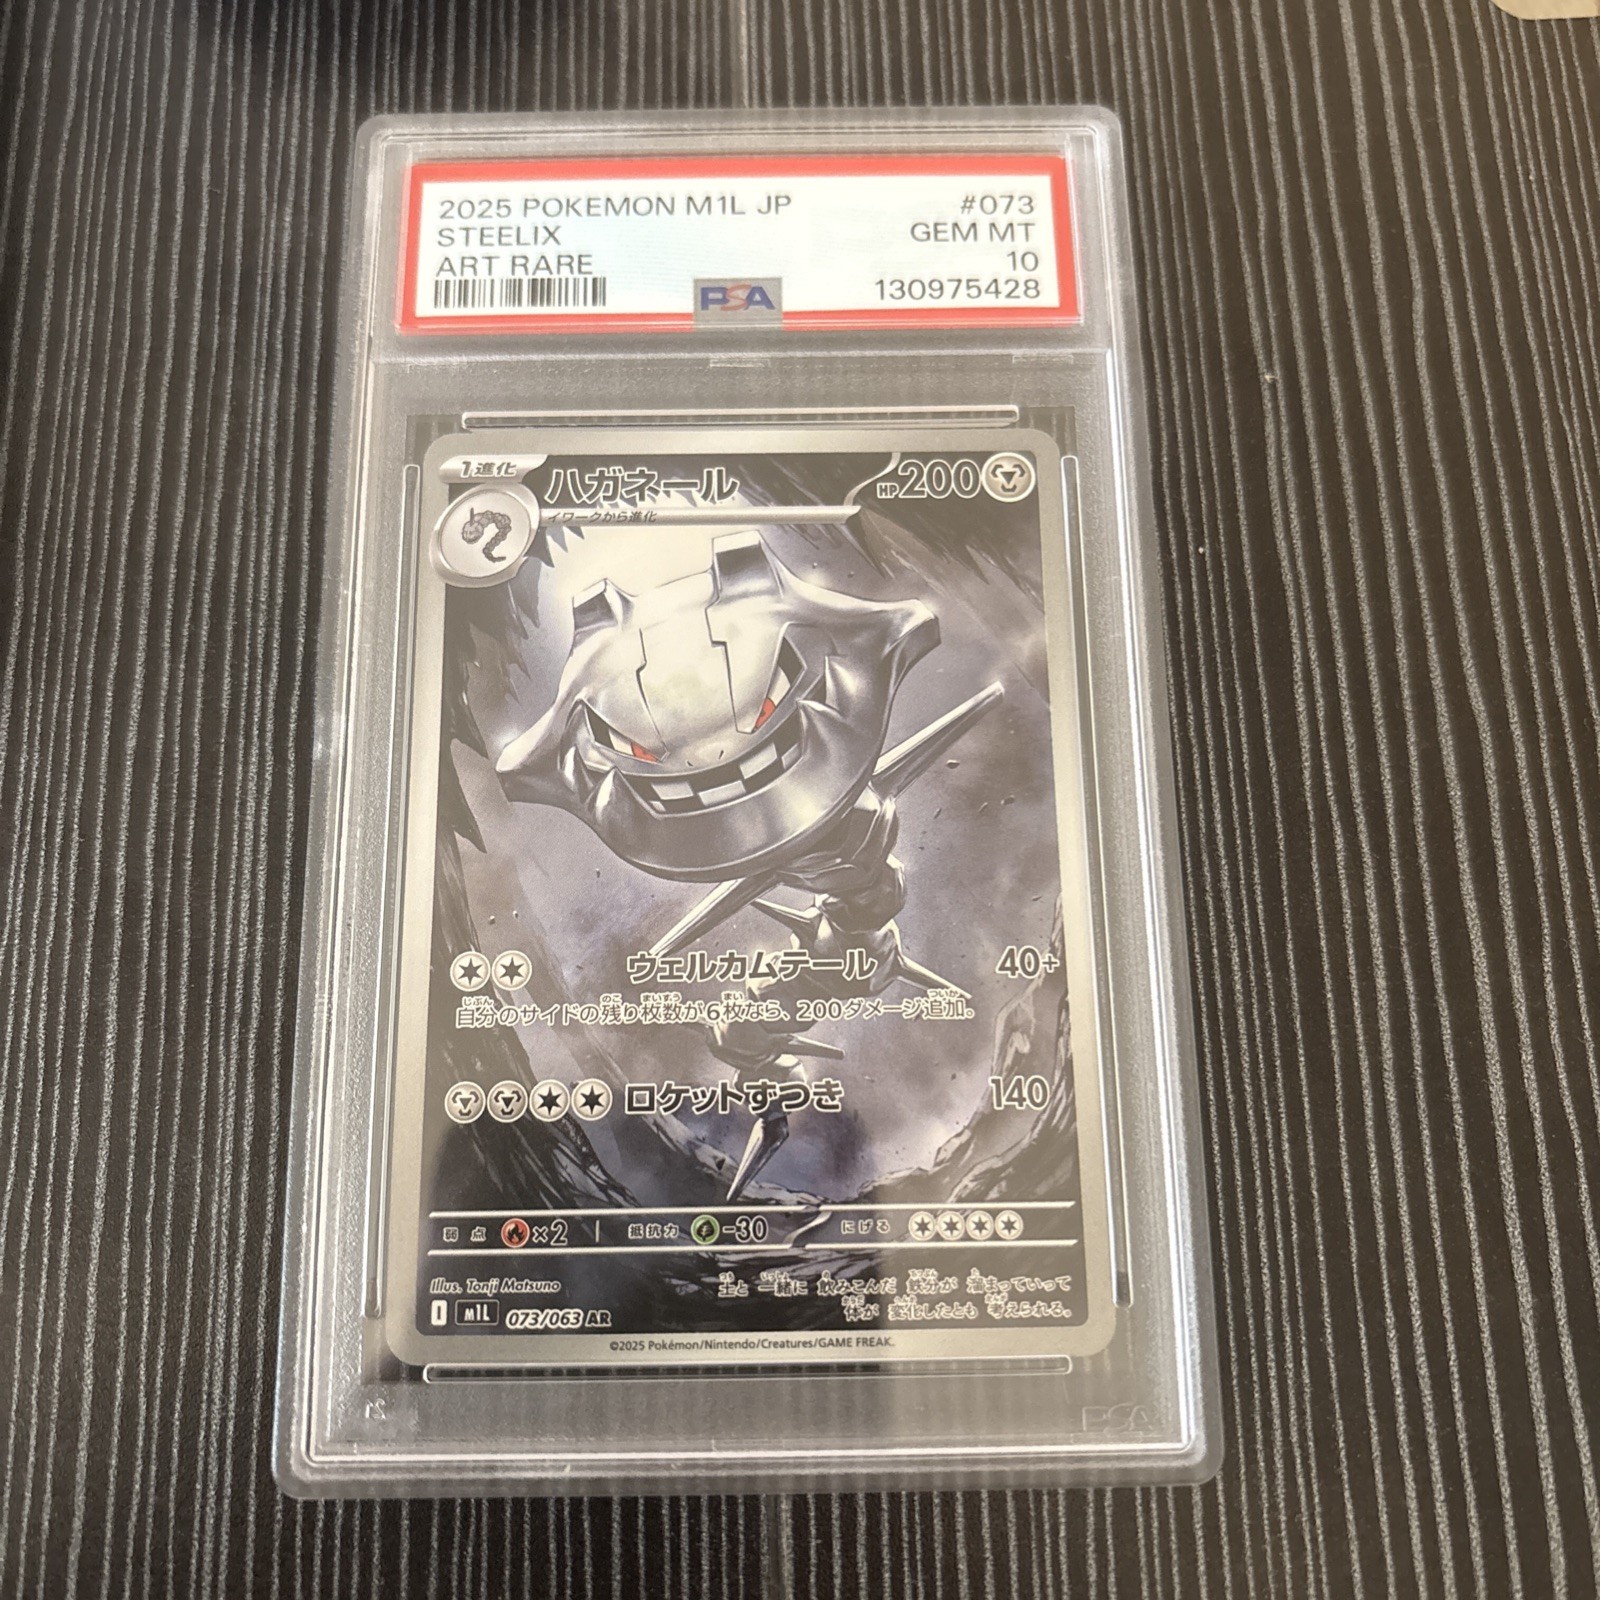 2025 POKEMON M1L JP #073
STEELIX GEM MT
ART RARE 10
PSA 130975428
1進化 ハガネール HP200
イワークから進化
ウェルカムテール 40+
自分のサイドの残り枚数が6枚なら、200ダメージ追加。
ロケットずつき 140
弱点 ×2 抵抗力 -30 にげる
Illus. Tonji Matsuno
土と一緒に 飲みこんだ 鉄分が 溜まっていって
体が 変化したとも 考えられる。
I M1L 073/063 AR
©2025 Pokémon/Nintendo/Creatures/GAME FREAK.
PSA